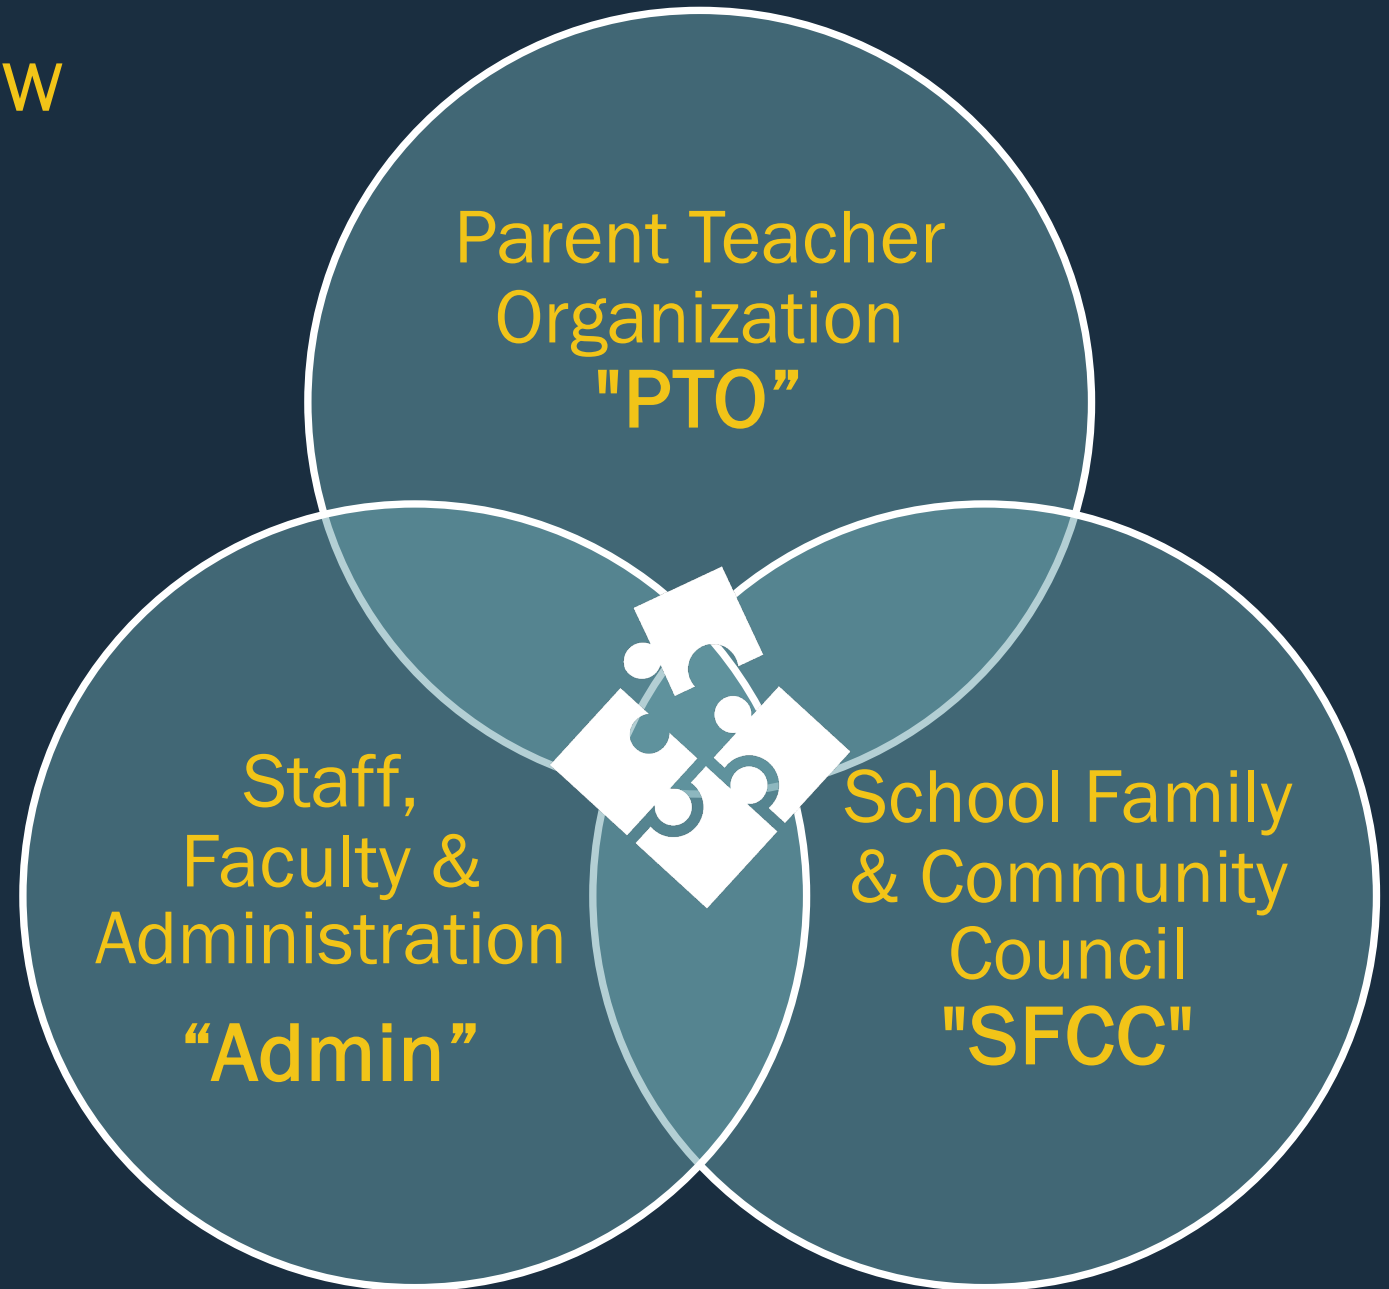 w
Parent Teacher
Organization
"PTO”
Staff,
Faculty &
Administration
“Admin”
School Family
& Community
Council
"SFCC"